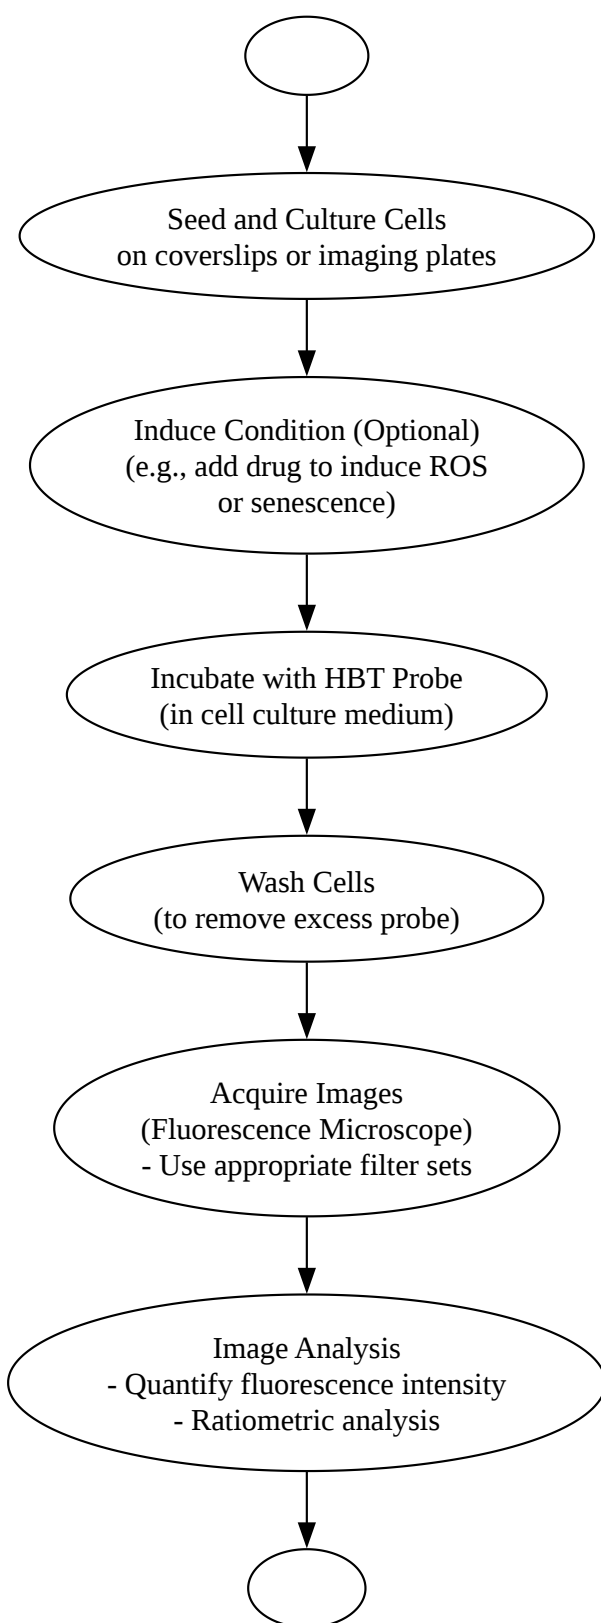 Seed and Culture Cells
on coverslips or imaging plates
Induce Condition (Optional)
(e.g., add drug to induce ROS
or senescence)
Incubate with HBT Probe
(in cell culture medium)
Wash Cells
(to remove excess probe)
Acquire Images
(Fluorescence Microscope)
- Use appropriate filter sets
Image Analysis
- Quantify fluorescence intensity
- Ratiometric analysis